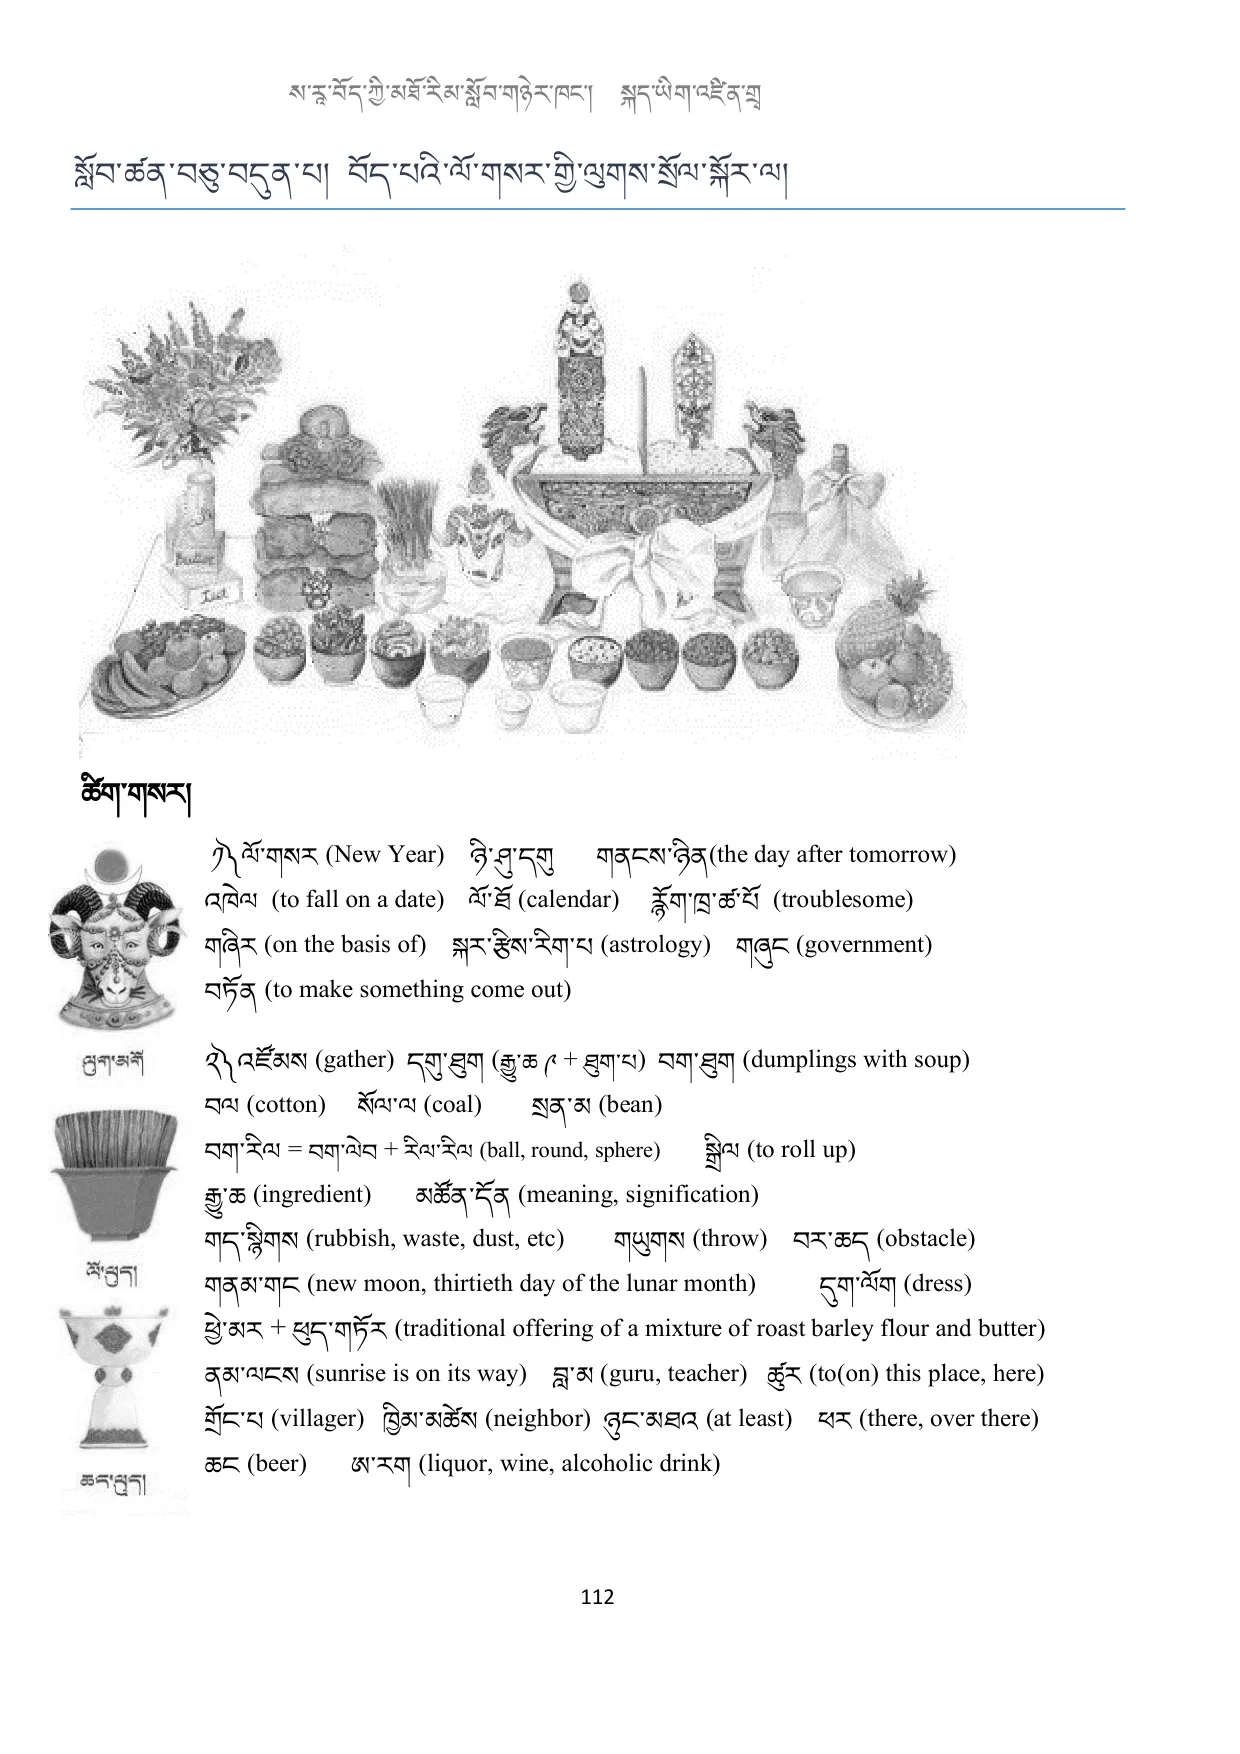 ས་རཱ་བོད་ཀྱི་མཐོ་རིམ་སློབ་གཉེར་ཁང་། སྐད་ཡིག་འཛིན་གྲྭ
སློབ་ཚན་བཅུ་བདུན་པ། བོད་པའི་ལོ་གསར་གྱི་ལུགས་སྲོལ་སྐོར་ལ།
ཚིག་གསར།
༡༽ ལོ་གསར (New Year) ཉི་ཤུ་དགུ གནངས་ཉིན(the day after tomorrow)
འཁེལ (to fall on a date) ལོ་ཐོ (calendar) རྙོག་ཁྲ་ཚ་པོ (troublesome)
གཞིར (on the basis of) སྐར་རྩིས་རིག་པ (astrology) གཞུང (government)
བཏོན (to make something come out)
ལུག་མགོ
༢༽ འཛོམས (gather) དགུ་ཐུག (རྒྱུ་ཆ ༩ + ཐུག་པ) བག་ཐུག (dumplings with soup)
བལ (cotton) སོལ་ལ (coal) སྲན་མ (bean)
བག་རིལ = བག་ལེབ + རིལ་རིལ (ball, round, sphere) སྒྲིལ (to roll up)
རྒྱུ་ཆ (ingredient) མཚོན་དོན (meaning, signification)
གད་སྙིགས (rubbish, waste, dust, etc) གཡུགས (throw) བར་ཆད (obstacle)
ལོ་ཕུད།
གནམ་གང (new moon, thirtieth day of the lunar month) དུག་ལོག (dress)
ཕྱེ་མར + ཕུད་གཏོར (traditional offering of a mixture of roast barley flour and butter)
ནམ་ལངས (sunrise is on its way) བླ་མ (guru, teacher) ཚུར (to(on) this place, here)
གྲོང་པ (villager) ཁྱིམ་མཚེས (neighbor) ཉུང་མཐའ (at least) ཕར (there, over there)
ཆང (beer) ཨ་རག (liquor, wine, alcoholic drink)
ཆང་ཕུད།
112